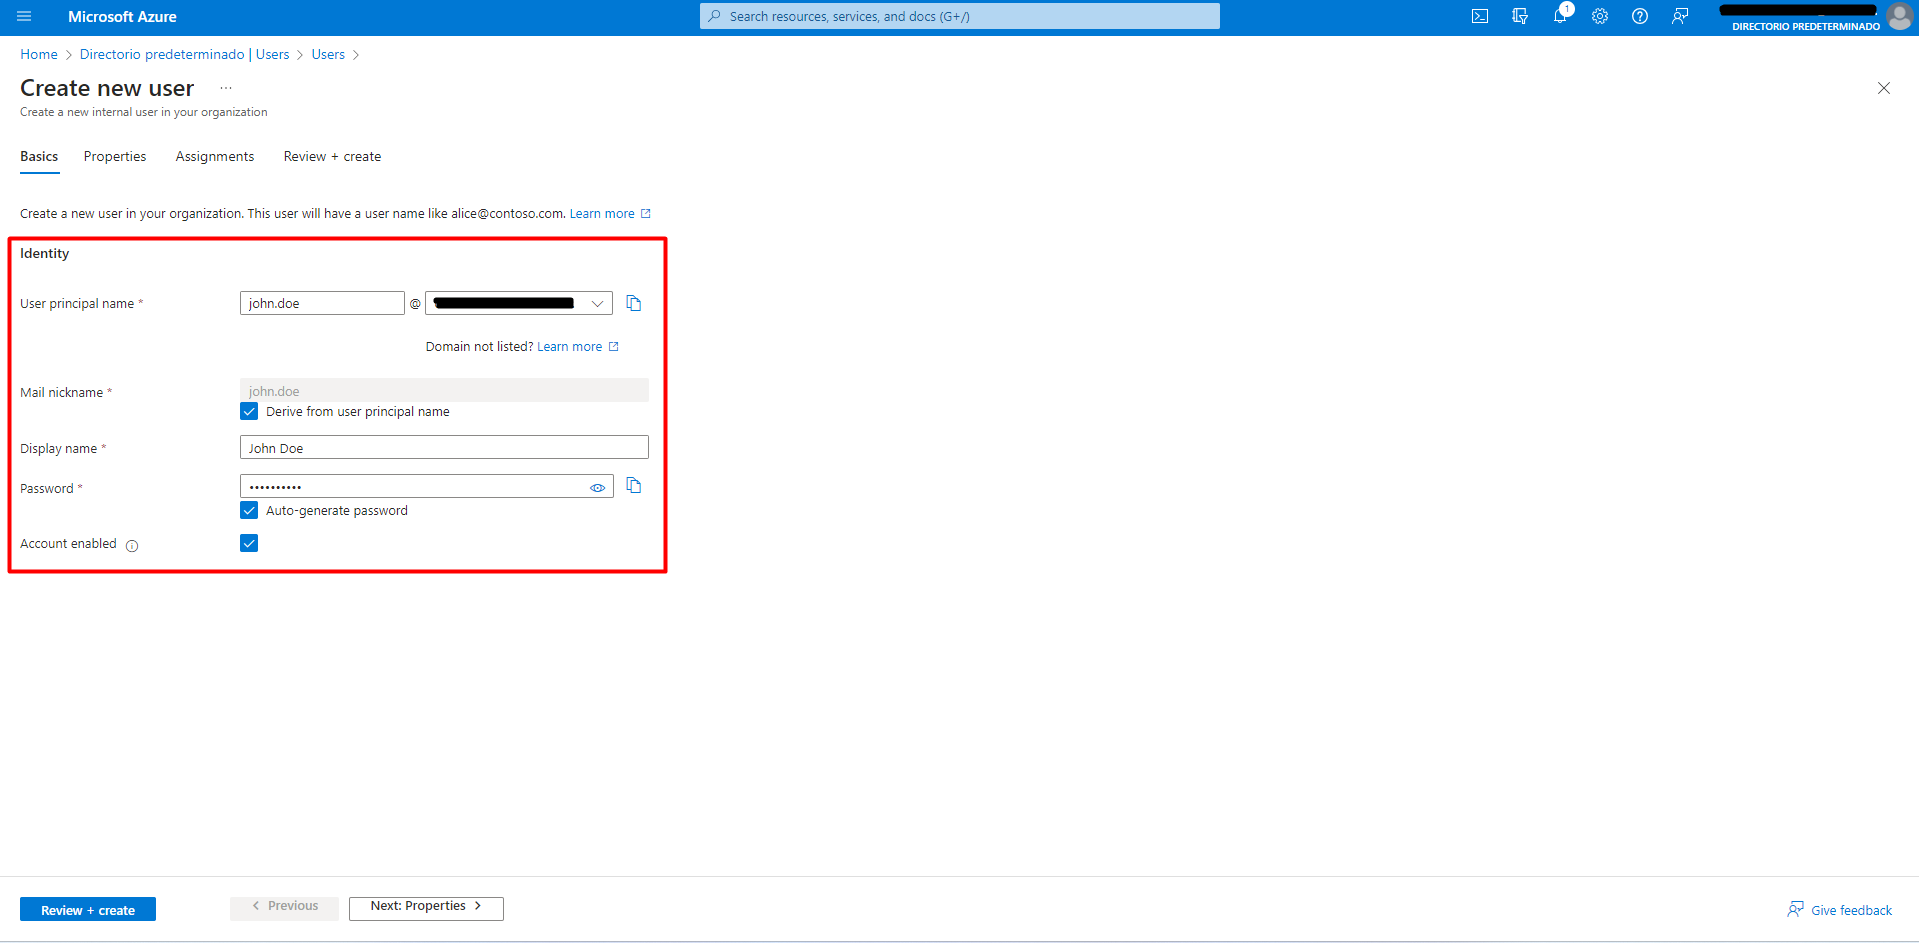 Microsoft Azure
Search resources, services, and docs (G+/)
1
DIRECTORIO PREDETERMINADO
Home > Directorio predeterminado | Users > Users >
Create new user ...
Create a new internal user in your organization
Basics Properties Assignments Review + create
Create a new user in your organization. This user will have a user name like alice@contoso.com. Learn more
Identity
User principal name * john.doe @
Domain not listed? Learn more
Mail nickname * john.doe
Derive from user principal name
Display name * John Doe
Password * ••••••••••
Auto-generate password
Account enabled
Review + create < Previous Next: Properties > Give feedback